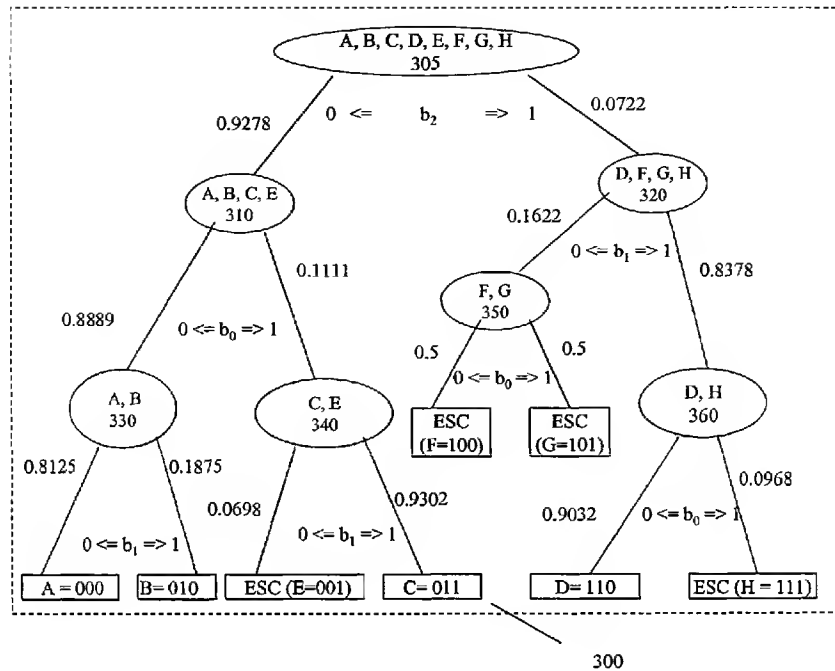 A, B, C, D, E, F, G, H
305
0.9278
0 <= b₂ => 1
0.0722
A, B, C, E
310
D, F, G, H
320
0.1622
0 <= b₁ => 1
0.1111
0.8378
F, G
350
0.8889
0 <= b₀ => 1
0.5
0.5
0 <= b₀ => 1
A, B
330
C, E
340
D, H
360
ESC
(F=100)
ESC
(G=101)
0.8125
0.1875
0.0698
0.9302
0.9032
0.0968
0 <= b₁ => 1
0 <= b₁ => 1
0 <= b₀ => 1
A = 000
B= 010
ESC (E=001)
C= 011
D= 110
ESC (H = 111)
300